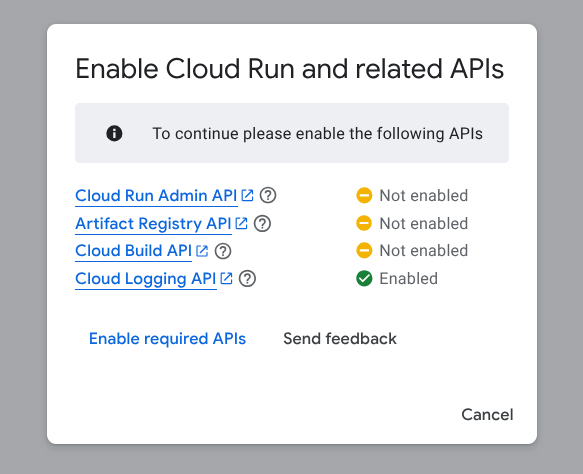 Enable Cloud Run and related APIs
To continue please enable the following APIs
Cloud Run Admin API Not enabled
Artifact Registry API Not enabled
Cloud Build API Not enabled
Cloud Logging API Enabled
Enable required APIs Send feedback
Cancel